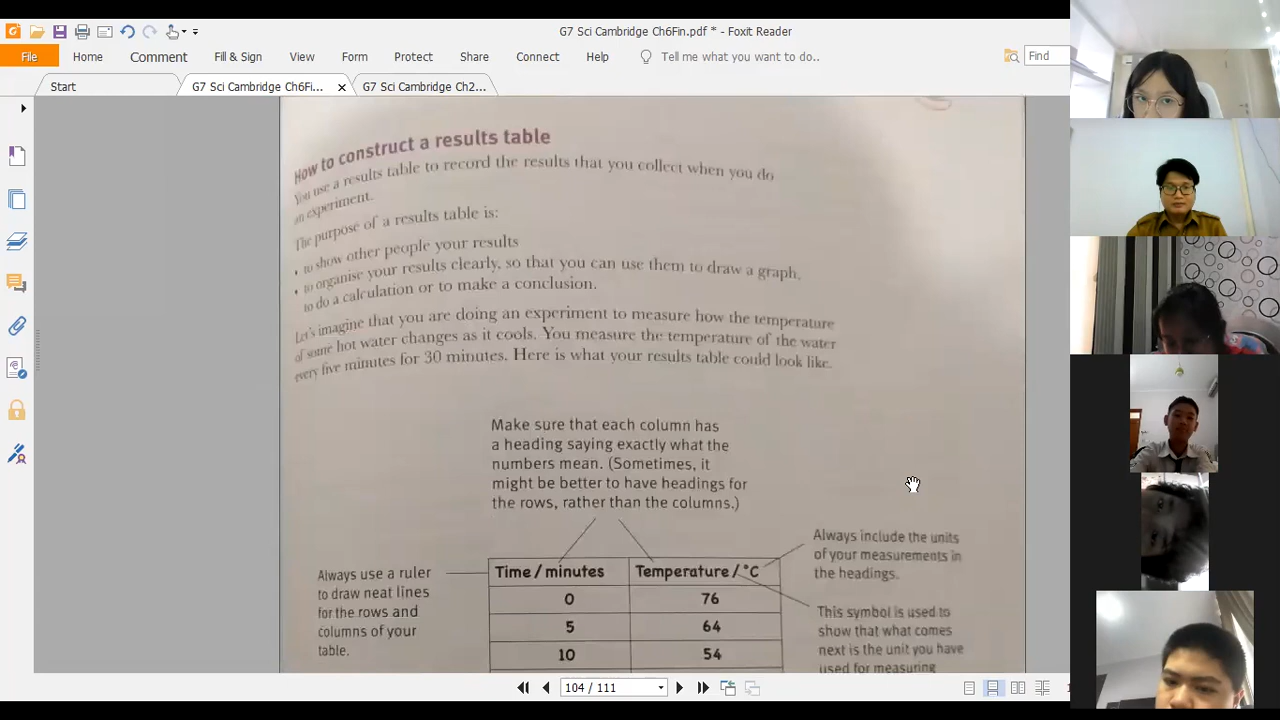 G7 Sci Cambridge Ch6Fin.pdf * - Foxit Reader
File Home Comment Fill & Sign View Form Protect Share Connect Help Tell me what you want to do.. Find
Start G7 Sci Cambridge Ch6Fi... G7 Sci Cambridge Ch2...
How to construct a results table
You use a results table to record the results that you collect when you do
an experiment.
The purpose of a results table is:
• to show other people your results
• to organise your results clearly, so that you can use them to draw a graph,
to do a calculation or to make a conclusion.
Let's imagine that you are doing an experiment to measure how the temperature
of some hot water changes as it cools. You measure the temperature of the water
every five minutes for 30 minutes. Here is what your results table could look like.
Make sure that each column has
a heading saying exactly what the
numbers mean. (Sometimes, it
might be better to have headings for
the rows, rather than the columns.)
Always include the units
of your measurements in
the headings.
Always use a ruler
to draw neat lines
for the rows and
columns of your
table.
Time / minutes Temperature / °C
0 76
5 64
10 54
This symbol is used to
show that what comes
next is the unit you have
used for measuring
104 / 111